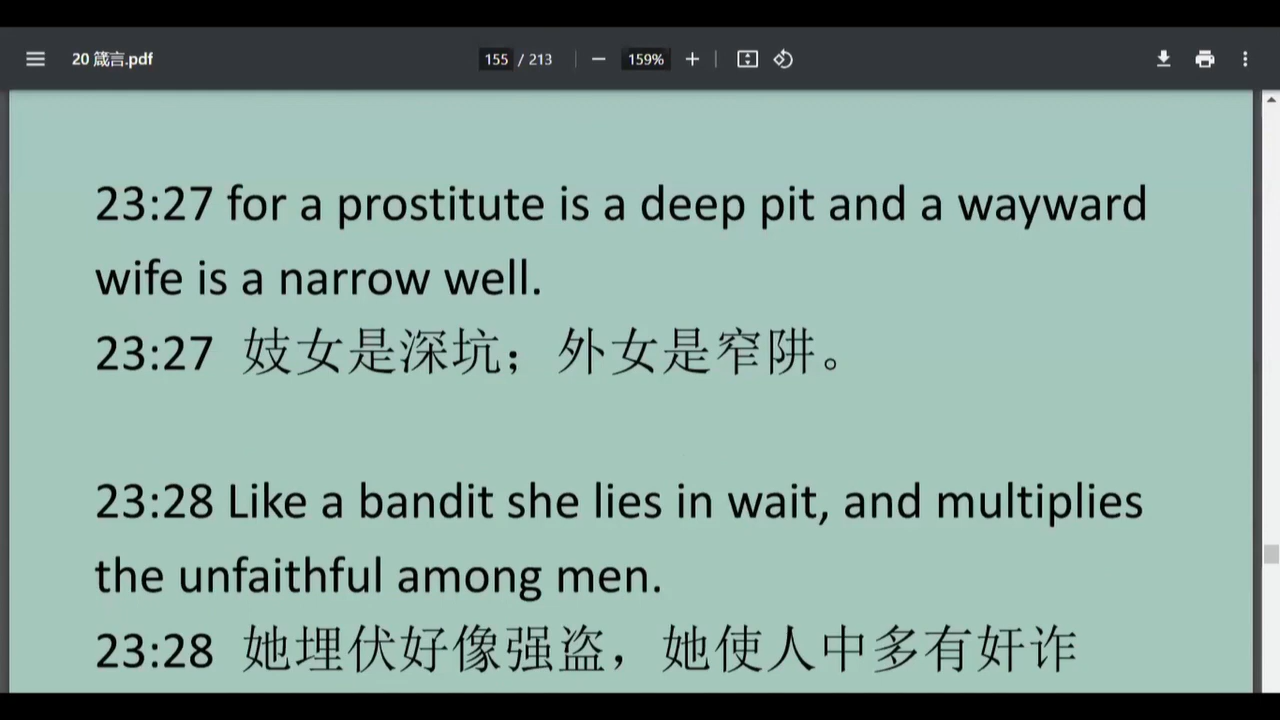 20 箴言.pdf
155 / 213
159%
23:27 for a prostitute is a deep pit and a wayward
wife is a narrow well.
23:27 妓女是深坑；外女是窄阱。
23:28 Like a bandit she lies in wait, and multiplies
the unfaithful among men.
23:28 她埋伏好像强盗，她使人中多有奸诈